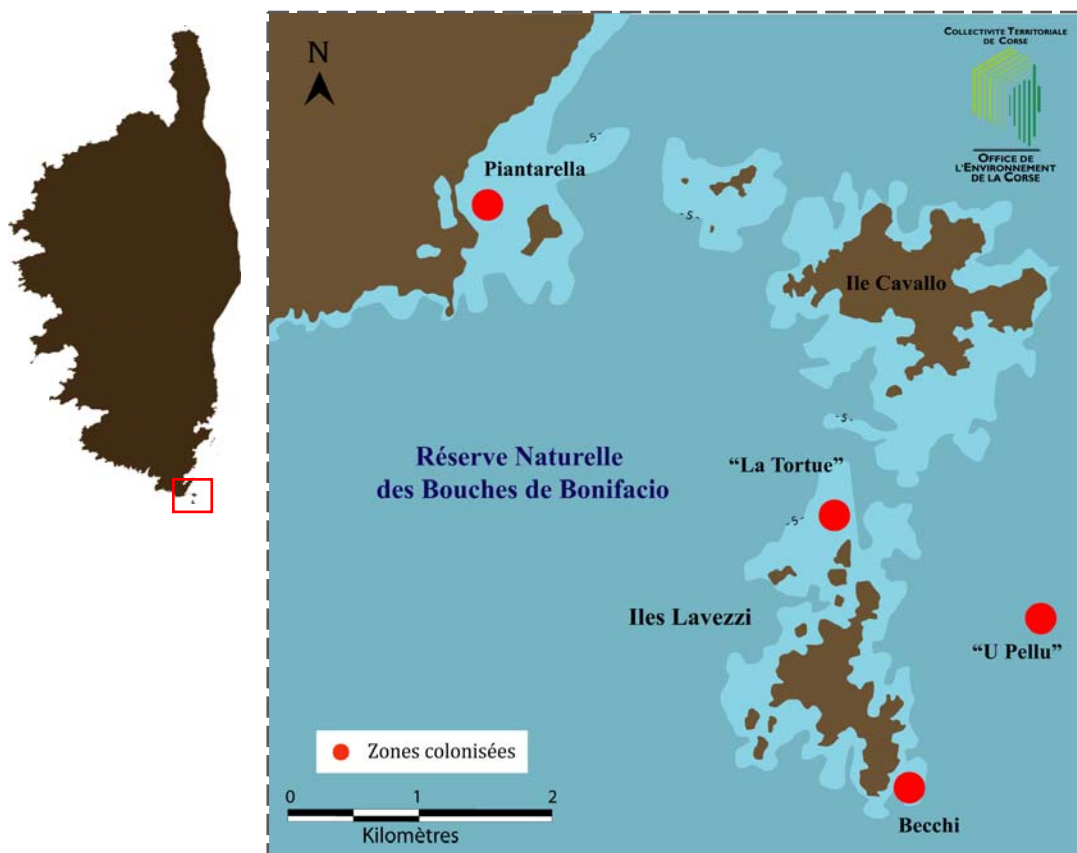 COLLECTIVITE TERRITORIALE
DE CORSE
OFFICE DE
L'ENVIRONNEMENT
DE LA CORSE
N
-5-
Piantarella
-5-
Ile Cavallo
-5-
"La Tortue"
Réserve Naturelle
des Bouches de Bonifacio
-5-
Iles Lavezzi
"U Pellu"
Zones colonisées
0 1 2
Kilomètres
Becchi